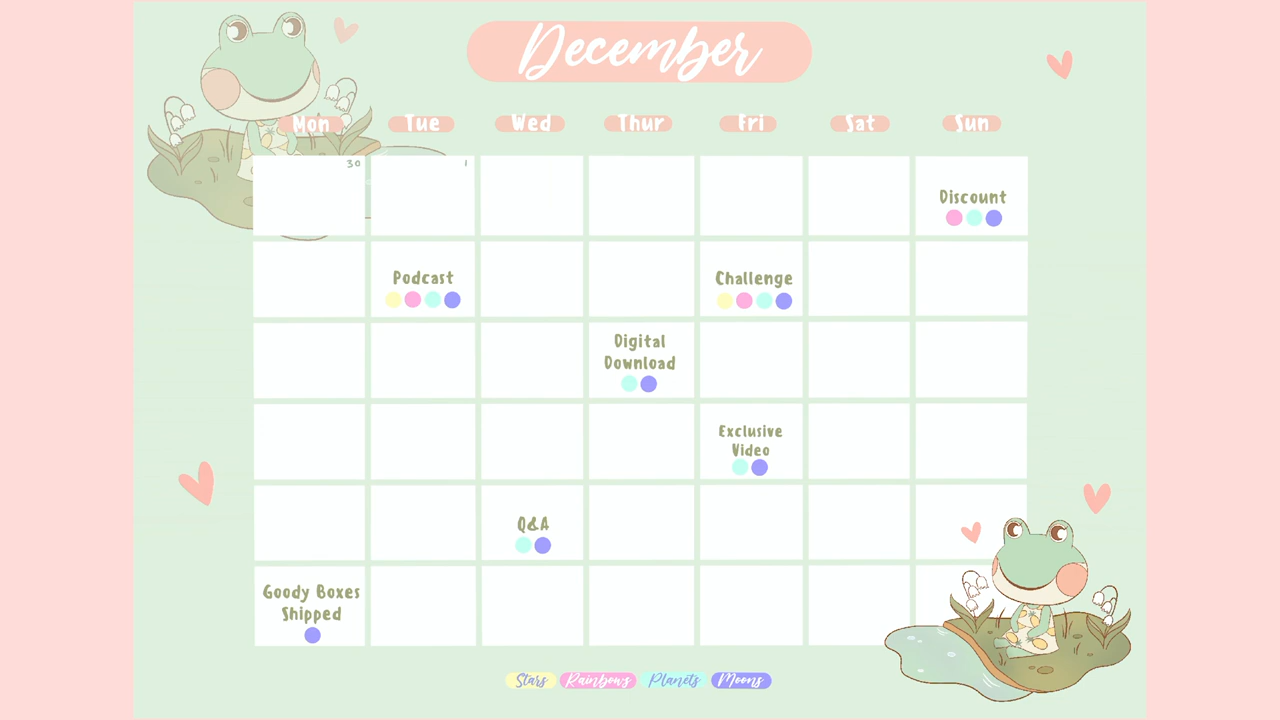 December
Mon Tue Wed Thur Fri Sat Sun
30 1
Discount
Podcast
Challenge
Digital
Download
Exclusive
Video
Q&A
Goody Boxes
Shipped
Stars Rainbows Planets Moons